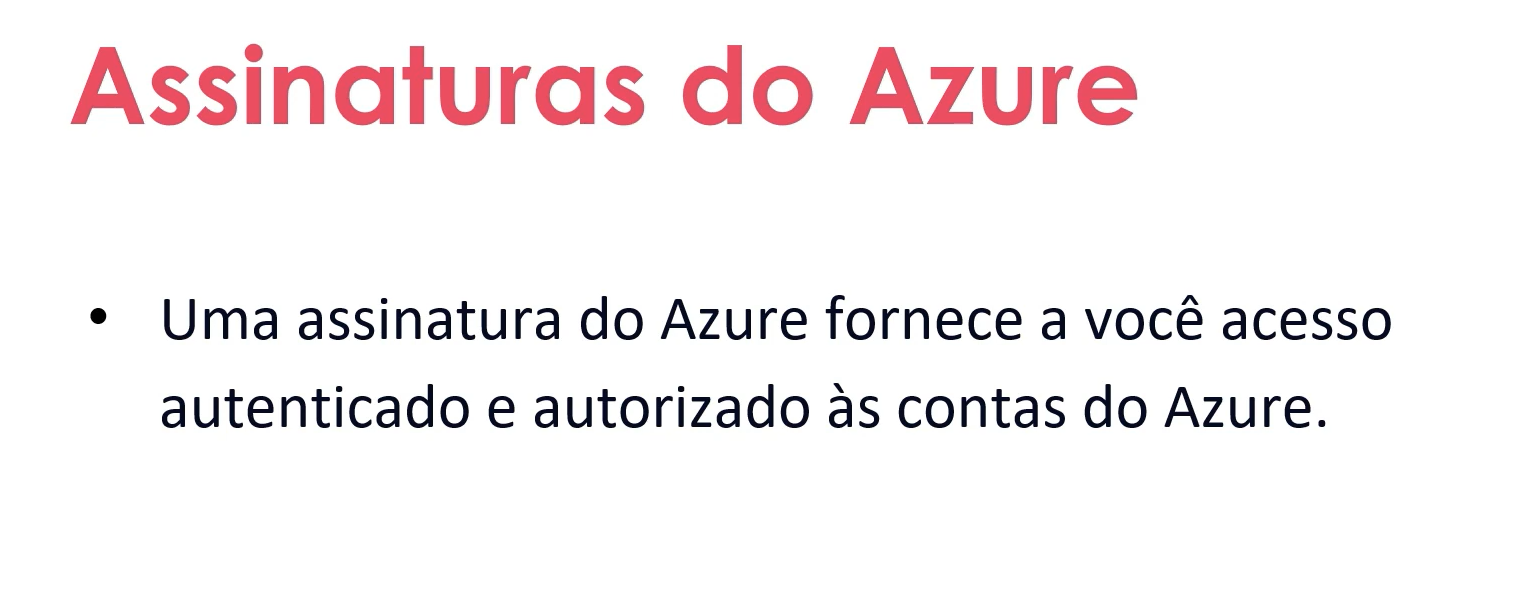 Assinaturas do Azure
• Uma assinatura do Azure fornece a você acesso
autenticado e autorizado às contas do Azure.